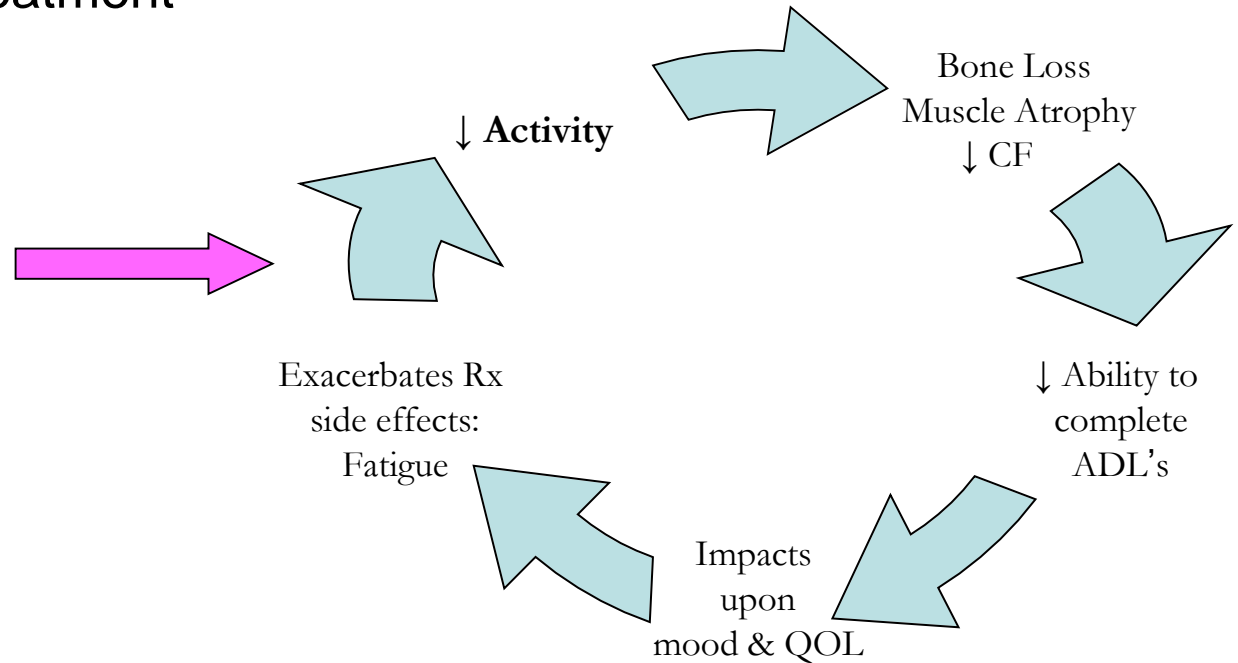 ↓ Activity
Bone Loss
Muscle Atrophy
↓ CF
↓ Ability to
complete
ADL’s
Impacts
upon
mood & QOL
Exacerbates Rx
side effects:
Fatigue